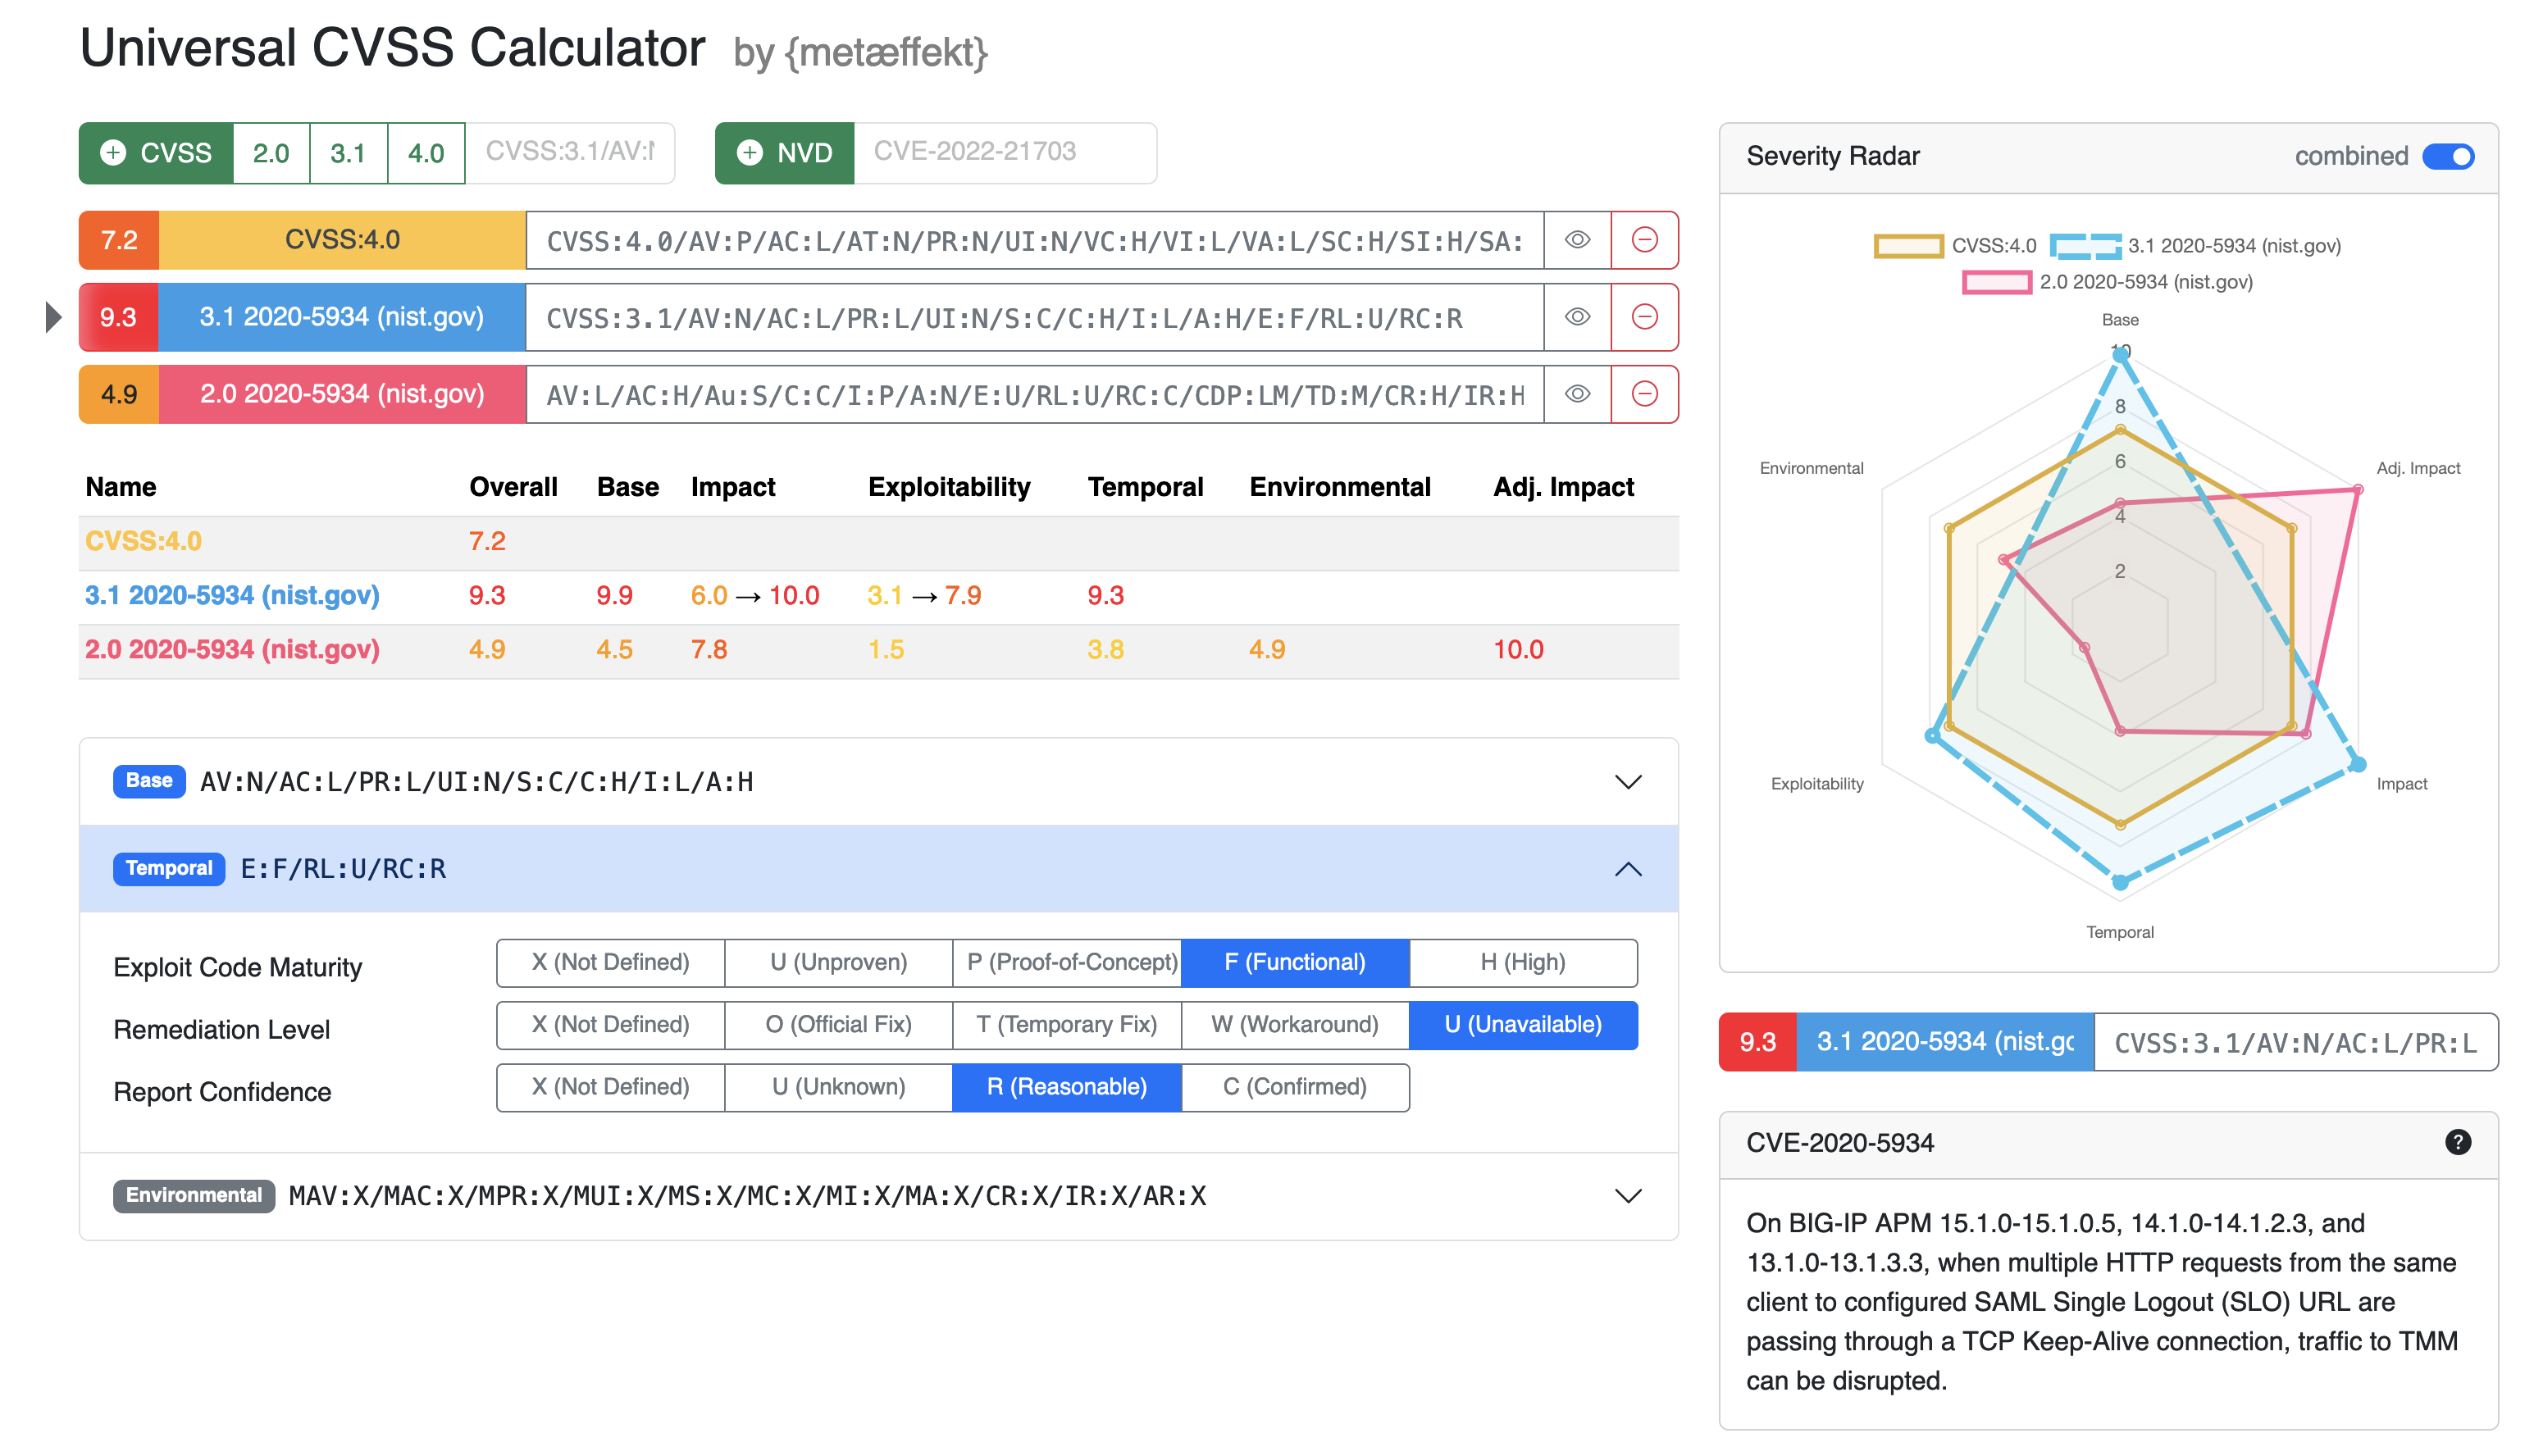 Universal CVSS Calculator by {metæffekt}
CVSS 2.0 3.1 4.0 CVSS:3.1/AV: NVD CVE-2022-21703
7.2 CVSS:4.0 CVSS:4.0/AV:P/AC:L/AT:N/PR:N/UI:N/VC:H/VI:L/VA:L/SC:H/SI:H/SA:
9.3 3.1 2020-5934 (nist.gov) CVSS:3.1/AV:N/AC:L/PR:L/UI:N/S:C/C:H/I:L/A:H/E:F/RL:U/RC:R
4.9 2.0 2020-5934 (nist.gov) AV:L/AC:H/Au:S/C:C/I:P/A:N/E:U/RL:U/RC:C/CDP:LM/TD:M/CR:H/IR:H
Name Overall Base Impact Exploitability Temporal Environmental Adj. Impact
CVSS:4.0 7.2
3.1 2020-5934 (nist.gov) 9.3 9.9 6.0 → 10.0 3.1 → 7.9 9.3
2.0 2020-5934 (nist.gov) 4.9 4.5 7.8 1.5 3.8 4.9 10.0
Base AV:N/AC:L/PR:L/UI:N/S:C/C:H/I:L/A:H
Temporal E:F/RL:U/RC:R
Exploit Code Maturity X (Not Defined) U (Unproven) P (Proof-of-Concept) F (Functional) H (High)
Remediation Level X (Not Defined) O (Official Fix) T (Temporary Fix) W (Workaround) U (Unavailable)
Report Confidence X (Not Defined) U (Unknown) R (Reasonable) C (Confirmed)
Environmental MAV:X/MAC:X/MPR:X/MUI:X/MS:X/MC:X/MI:X/MA:X/CR:X/IR:X/AR:X
Severity Radar combined
CVSS:4.0 3.1 2020-5934 (nist.gov)
2.0 2020-5934 (nist.gov)
Base
10
8
Environmental 6 Adj. Impact
4
2
Exploitability Impact
Temporal
9.3 3.1 2020-5934 (nist.gc CVSS:3.1/AV:N/AC:L/PR:L
CVE-2020-5934 ?
On BIG-IP APM 15.1.0-15.1.0.5, 14.1.0-14.1.2.3, and
13.1.0-13.1.3.3, when multiple HTTP requests from the same
client to configured SAML Single Logout (SLO) URL are
passing through a TCP Keep-Alive connection, traffic to TMM
can be disrupted.